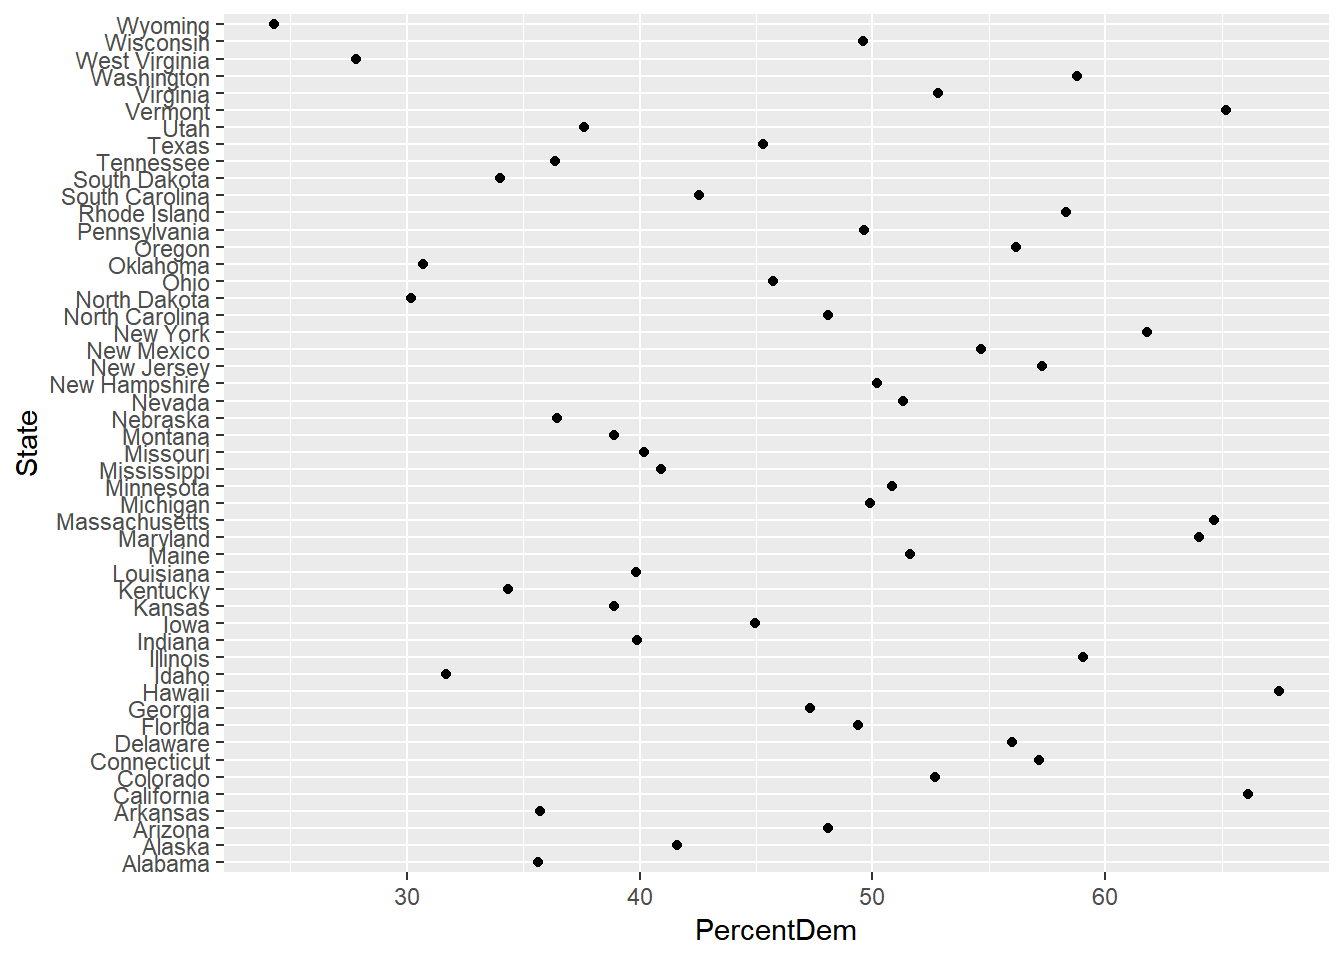 Wyoming
Wisconsin
West Virginia
Washington
Virginia
Vermont
Utah
Texas
Tennessee
South Dakota
South Carolina
Rhode Island
Pennsylvania
Oregon
Oklahoma
Ohio
North Dakota
North Carolina
New York
New Mexico
New Jersey
New Hampshire
Nevada
Nebraska
Montana
Missouri
Mississippi
Minnesota
Michigan
Massachusetts
Maryland
Maine
Louisiana
Kentucky
Kansas
Iowa
Indiana
Illinois
Idaho
Hawaii
Georgia
Florida
Delaware
Connecticut
Colorado
California
Arkansas
Arizona
Alaska
Alabama
State
30 40 50 60
PercentDem